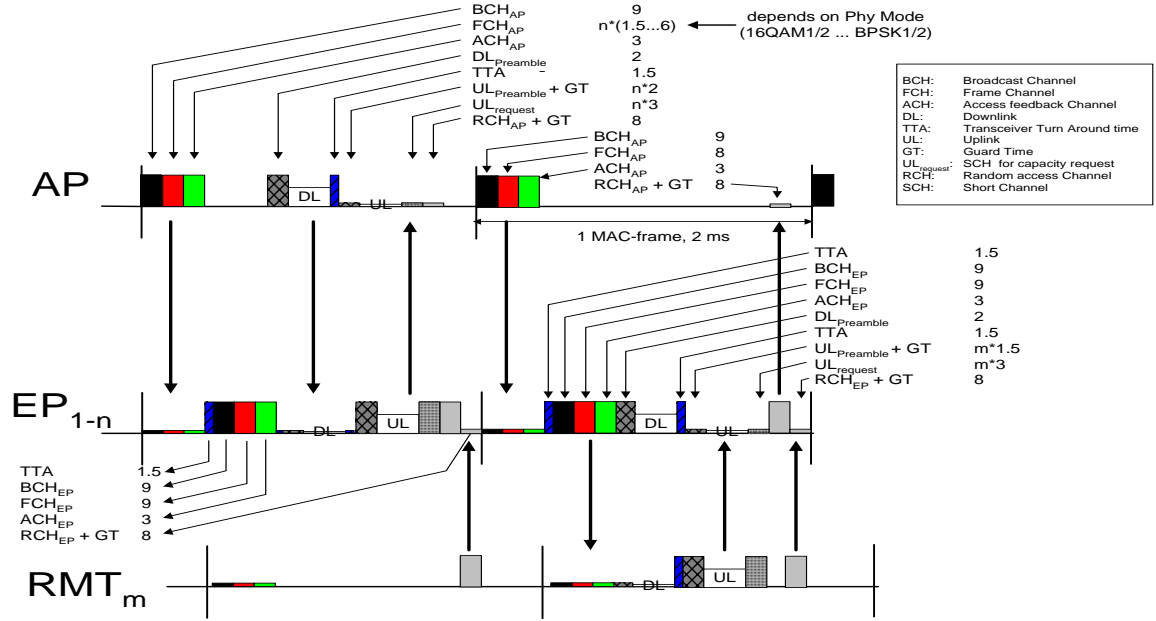 BCH_AP 9
FCH_AP n*(1.5...6)
ACH_AP 3
DL_Preamble 2
TTA - 1.5
UL_Preamble + GT n*2
UL_request n*3
RCH_AP + GT 8
depends on Phy Mode
(16QAM1/2 ... BPSK1/2)
BCH: Broadcast Channel
FCH: Frame Channel
ACH: Access feedback Channel
DL: Downlink
TTA: Transceiver Turn Around time
UL: Uplink
GT: Guard Time
UL_request: SCH for capacity request
RCH: Random access Channel
SCH: Short Channel
BCH_AP 9
FCH_AP 8
ACH_AP 3
RCH_AP + GT 8
AP
DL
UL
1 MAC-frame, 2 ms
TTA 1.5
BCH_EP 9
FCH_EP 9
ACH_EP 3
DL_Preamble 2
TTA 1.5
UL_Preamble + GT m*1.5
UL_request m*3
RCH_EP + GT 8
EP_1-n
DL
UL
DL
UL
TTA 1.5
BCH_EP 9
FCH_EP 9
ACH_EP 3
RCH_EP + GT 8
RMT_m
DL
UL